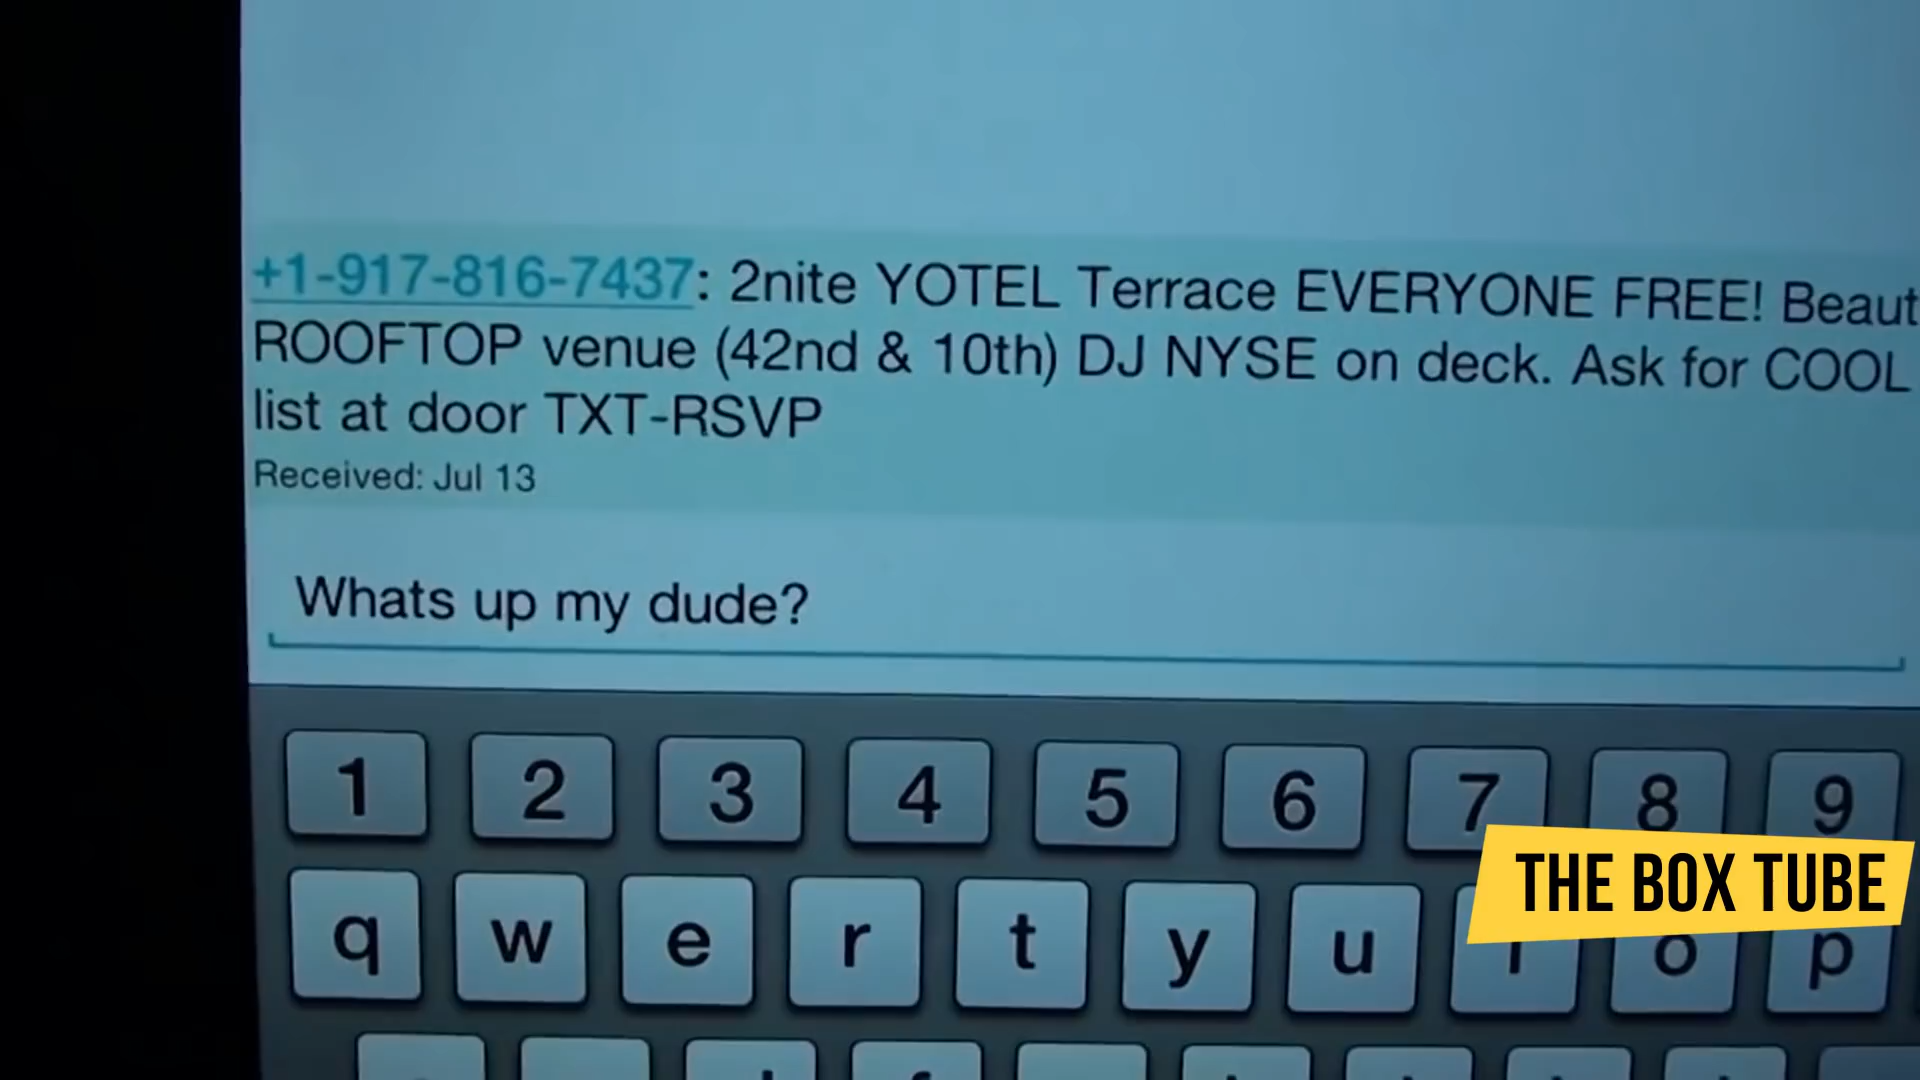 +1-917-816-7437: 2nite YOTEL Terrace EVERYONE FREE! Beaut
ROOFTOP venue (42nd & 10th) DJ NYSE on deck. Ask for COOL
list at door TXT-RSVP
Received: Jul 13
Whats up my dude?
1 2 3 4 5 6 7 8 9
THE BOX TUBE
q w e r t y u i o p